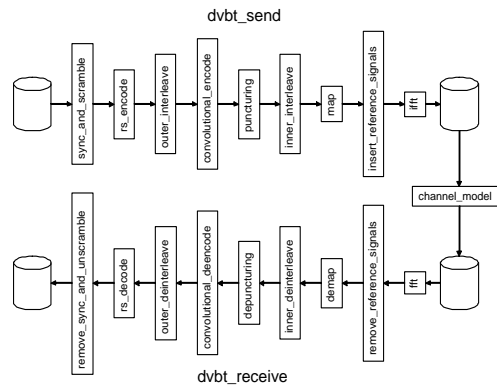 dvbt_send
sync_and_scramble
rs_encode
outer_interleave
convolutional_encode
puncturing
inner_interleave
map
insert_reference_signals
ifft
channel_model
remove_sync_and_unscramble
rs_decode
outer_deinterleave
convolutional_deencode
depuncturing
inner_deinterleave
demap
remove_reference_signals
fft
dvbt_receive